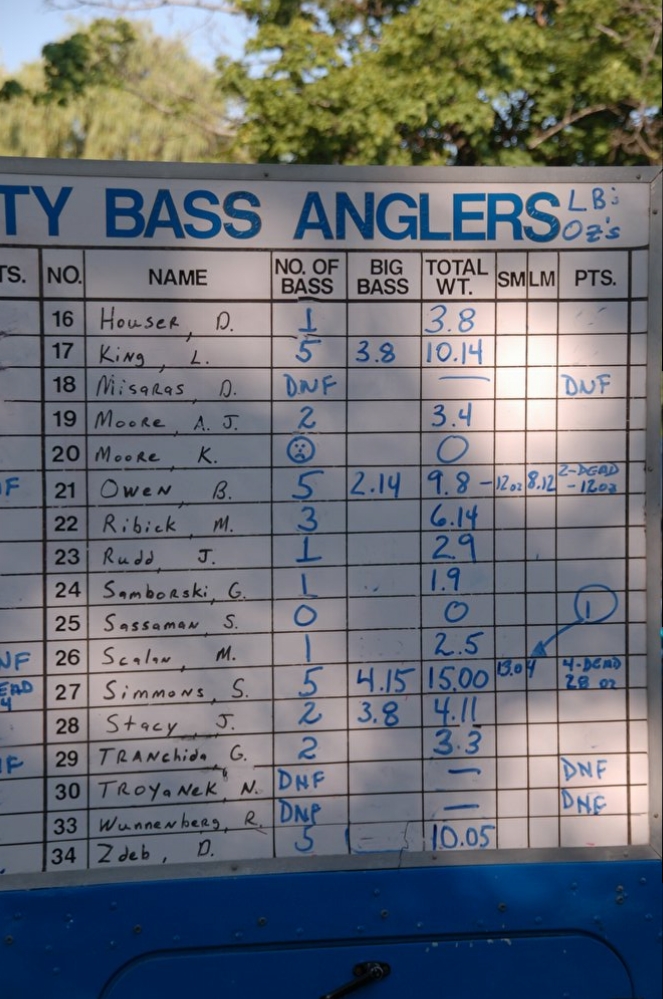 TY BASS ANGLERS LB's OZ's
TS. NO. NAME NO. OF BASS BIG BASS TOTAL WT. SM LM PTS.
16 Houser, D. 1 3.8
17 King, L. 5 3.8 10.14
18 Misaras, D. DNF — DNF
19 Moore, A. J. 2 3.4
20 Moore, K. 0
F 21 Owen, B. 5 2.14 9.8 - 12oz 8.12 2-DEAD - 12oz
22 Ribick, M. 3 6.14
23 Rudd, J. 1 2.9
24 Samborski, G. 1 1.9
25 Sassaman, S. 0 0 1
NF 26 Scalan, M. 1 2.5
EAD 4 27 Simmons, S. 5 4.15 15.00 13.04 4-DEAD 28 oz
28 Stacy, J. 2 3.8 4.11
F 29 TRANchida, G. 2 3.3
30 TROYANEK, N. DNF — DNF
33 Wunnenberg, R. DNF — DNF
34 Zdeb, D. 5 10.05